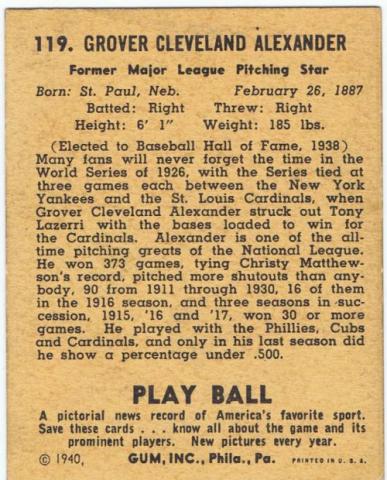 119. GROVER CLEVELAND ALEXANDER
Former Major League Pitching Star
Born: St. Paul, Neb. February 26, 1887
Batted: Right Threw: Right
Height: 6' 1" Weight: 185 lbs.
(Elected to Baseball Hall of Fame, 1938)
Many fans will never forget the time in the
World Series of 1926, with the Series tied at
three games each between the New York
Yankees and the St. Louis Cardinals, when
Grover Cleveland Alexander struck out Tony
Lazerri with the bases loaded to win for
the Cardinals. Alexander is one of the all-
time pitching greats of the National League.
He won 373 games, tying Christy Matthew-
son's record, pitched more shutouts than any-
body, 90 from 1911 through 1930, 16 of them
in the 1916 season, and three seasons in suc-
cession, 1915, '16 and '17, won 30 or more
games. He played with the Phillies, Cubs
and Cardinals, and only in his last season did
he show a percentage under .500.
PLAY BALL
A pictorial news record of America's favorite sport.
Save these cards . . . know all about the game and its
prominent players. New pictures every year.
© 1940, GUM, INC., Phila., Pa. PRINTED IN U. S. A.